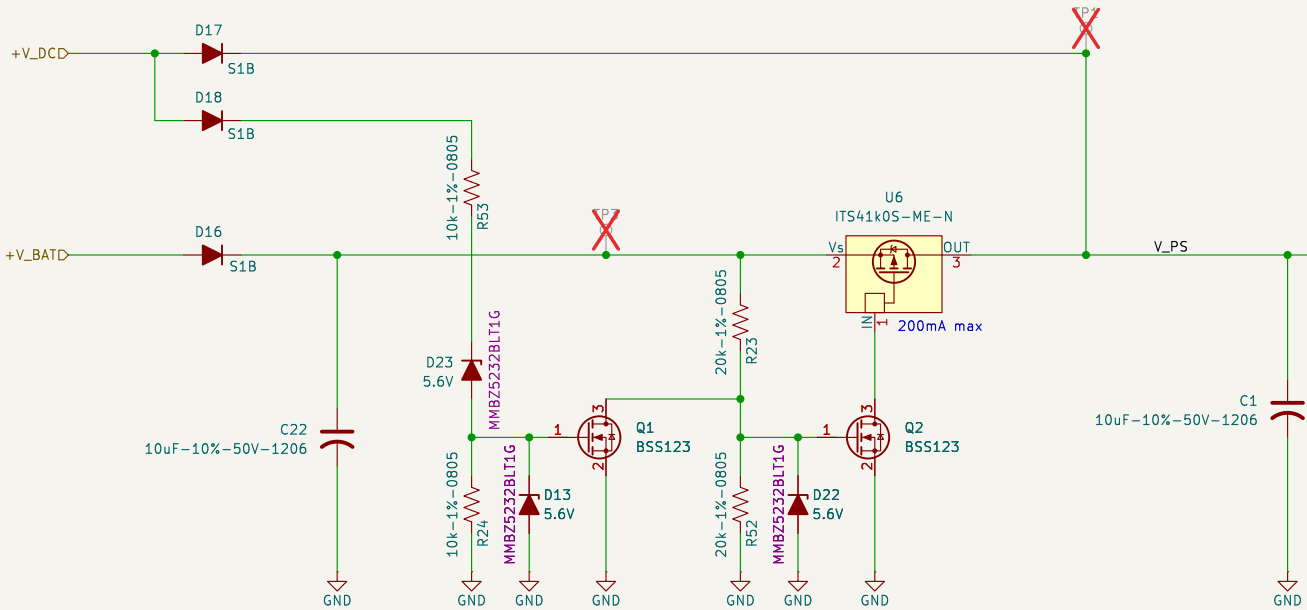 TP1
D17
+V_DC
S1B
D18
S1B
10k-1%-0805
R53
TP3
U6
ITS41k0S-ME-N
D16
+V_BAT
S1B
Vs
2
OUT
3
V_PS
IN
1
200mA max
20k-1%-0805
R23
D23
5.6V
MMBZ5232BLT1G
C1
10uF-10%-50V-1206
C22
10uF-10%-50V-1206
3
1
2
Q1
BSS123
3
1
2
Q2
BSS123
10k-1%-0805
R24
MMBZ5232BLT1G
D13
5.6V
20k-1%-0805
R52
MMBZ5232BLT1G
D22
5.6V
GND
GND
GND
GND
GND
GND
GND
GND